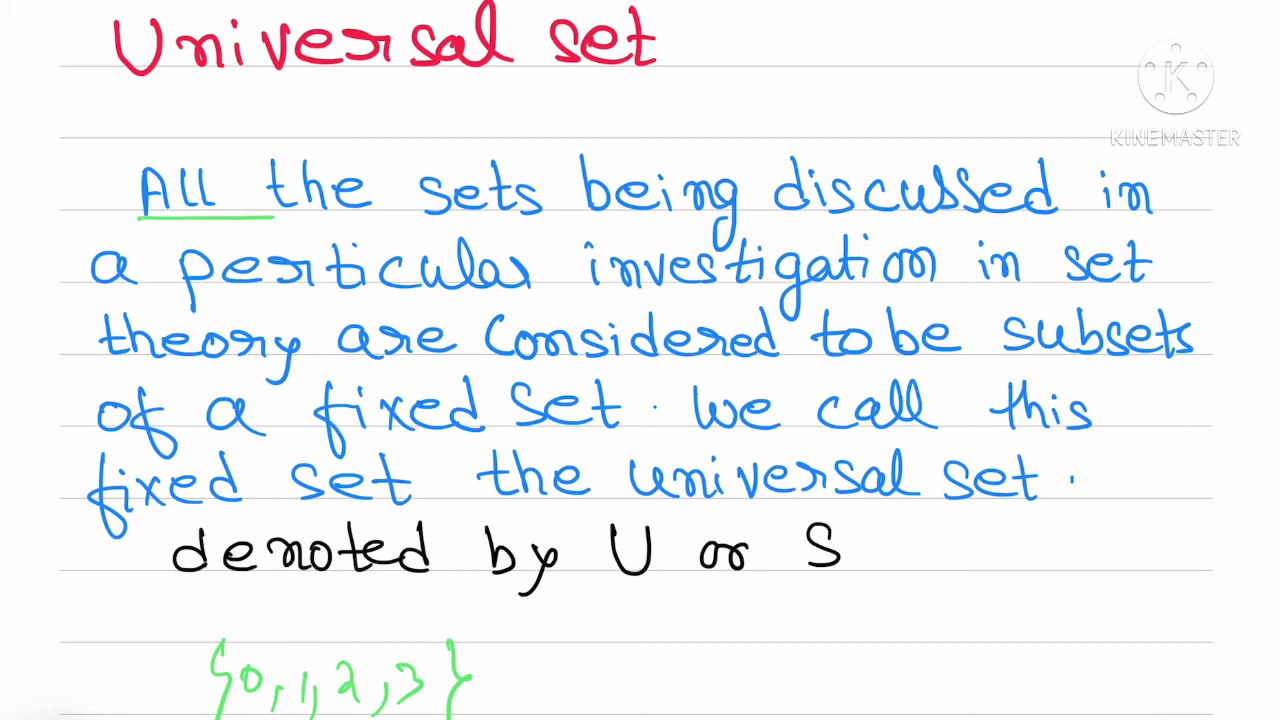 Universal set
K
KINEMASTER
All the sets being discussed in
a perticular investigation in set
theory are considered to be subsets
of a fixed set. We call this
fixed set the universal set.
denoted by U or S
{0,1,2,3}